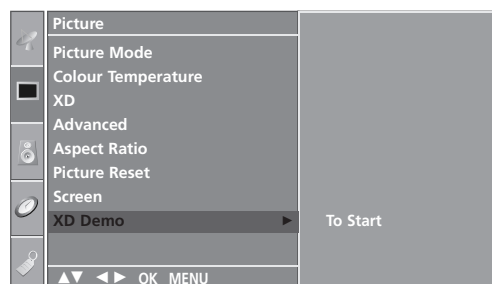 Picture
Picture Mode
Colour Temperature
XD
Advanced
Aspect Ratio
Picture Reset
Screen
XD Demo ▶ To Start
▲▼ ◀▶ OK MENU